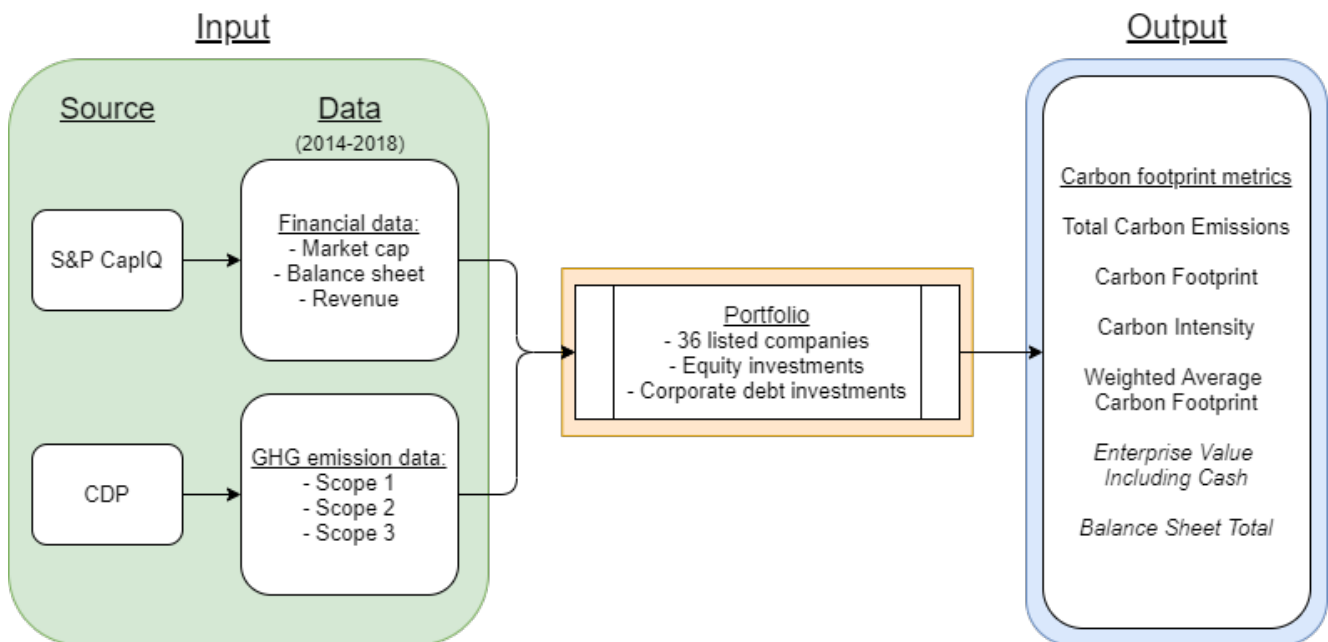 Input
Output
Source
Data
(2014-2018)
S&P CapIQ
Financial data:
- Market cap
- Balance sheet
- Revenue
CDP
GHG emission data:
- Scope 1
- Scope 2
- Scope 3
Portfolio
- 36 listed companies
- Equity investments
- Corporate debt investments
Carbon footprint metrics
Total Carbon Emissions
Carbon Footprint
Carbon Intensity
Weighted Average
Carbon Footprint
Enterprise Value
Including Cash
Balance Sheet Total